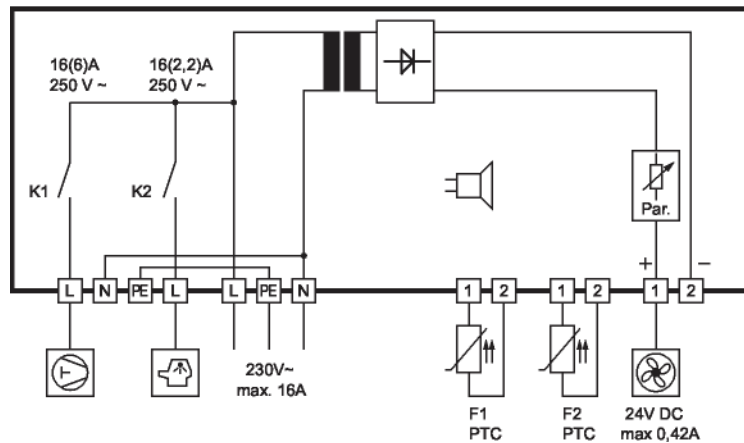 16(6)A
250 V ~
16(2,2)A
250 V ~
K1
K2
Par.
+
−
L
N
PE
L
L
PE
N
1
2
1
2
1
2
230V~
max. 16A
F1
PTC
F2
PTC
24V DC
max 0,42A